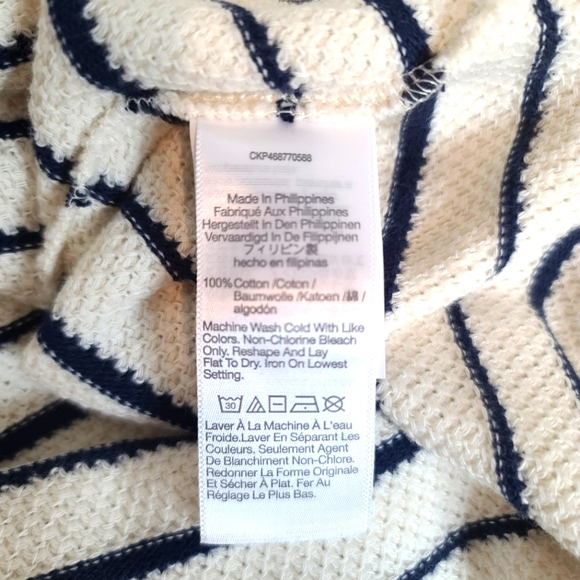 CKP468770568
Made In Philippines
Fabriqué Aux Philippines
Hergestellt in Den Philippinen
Vervaardigd In De Filippijnen
フィリピン製
hecho en filipinas
100% Cotton /Coton /
Baumwolle /Katoen /綿 /
algodón
Machine Wash Cold With Like
Colors. Non-Chlorine Bleach
Only. Reshape And Lay
Flat To Dry. Iron On Lowest
Setting.
30
Laver À La Machine À L'eau
Froide.Laver En Séparant Les
Couleurs. Seulement Agent
De Blanchiment Non-Chlore.
Redonner La Forme Originale
Et Sécher À Plat. Fer Au
Réglage Le Plus Bas.